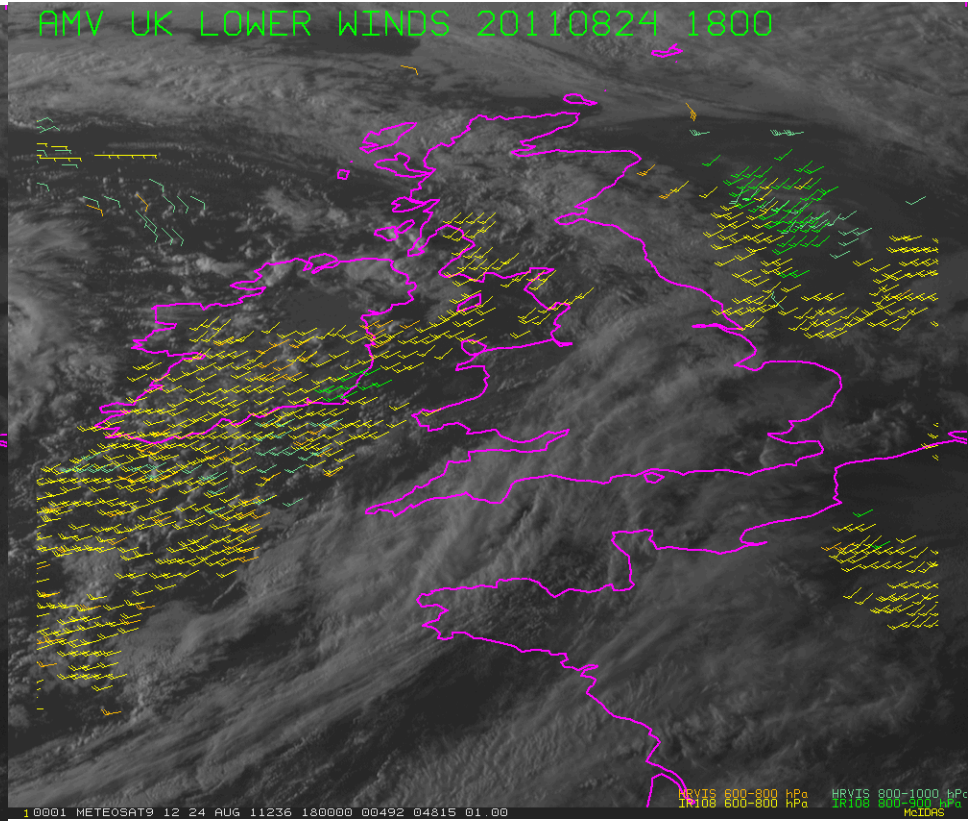 AMV UK LOWER WINDS 20110824 1800
HRVIS 600-800 hPa HRVIS 800-1000 hPa
IR108 600-800 hPa IR108 800-900 hPa
1 0001 METEOSAT9 12 24 AUG 11236 180000 00492 04815 01.00 McIDAS